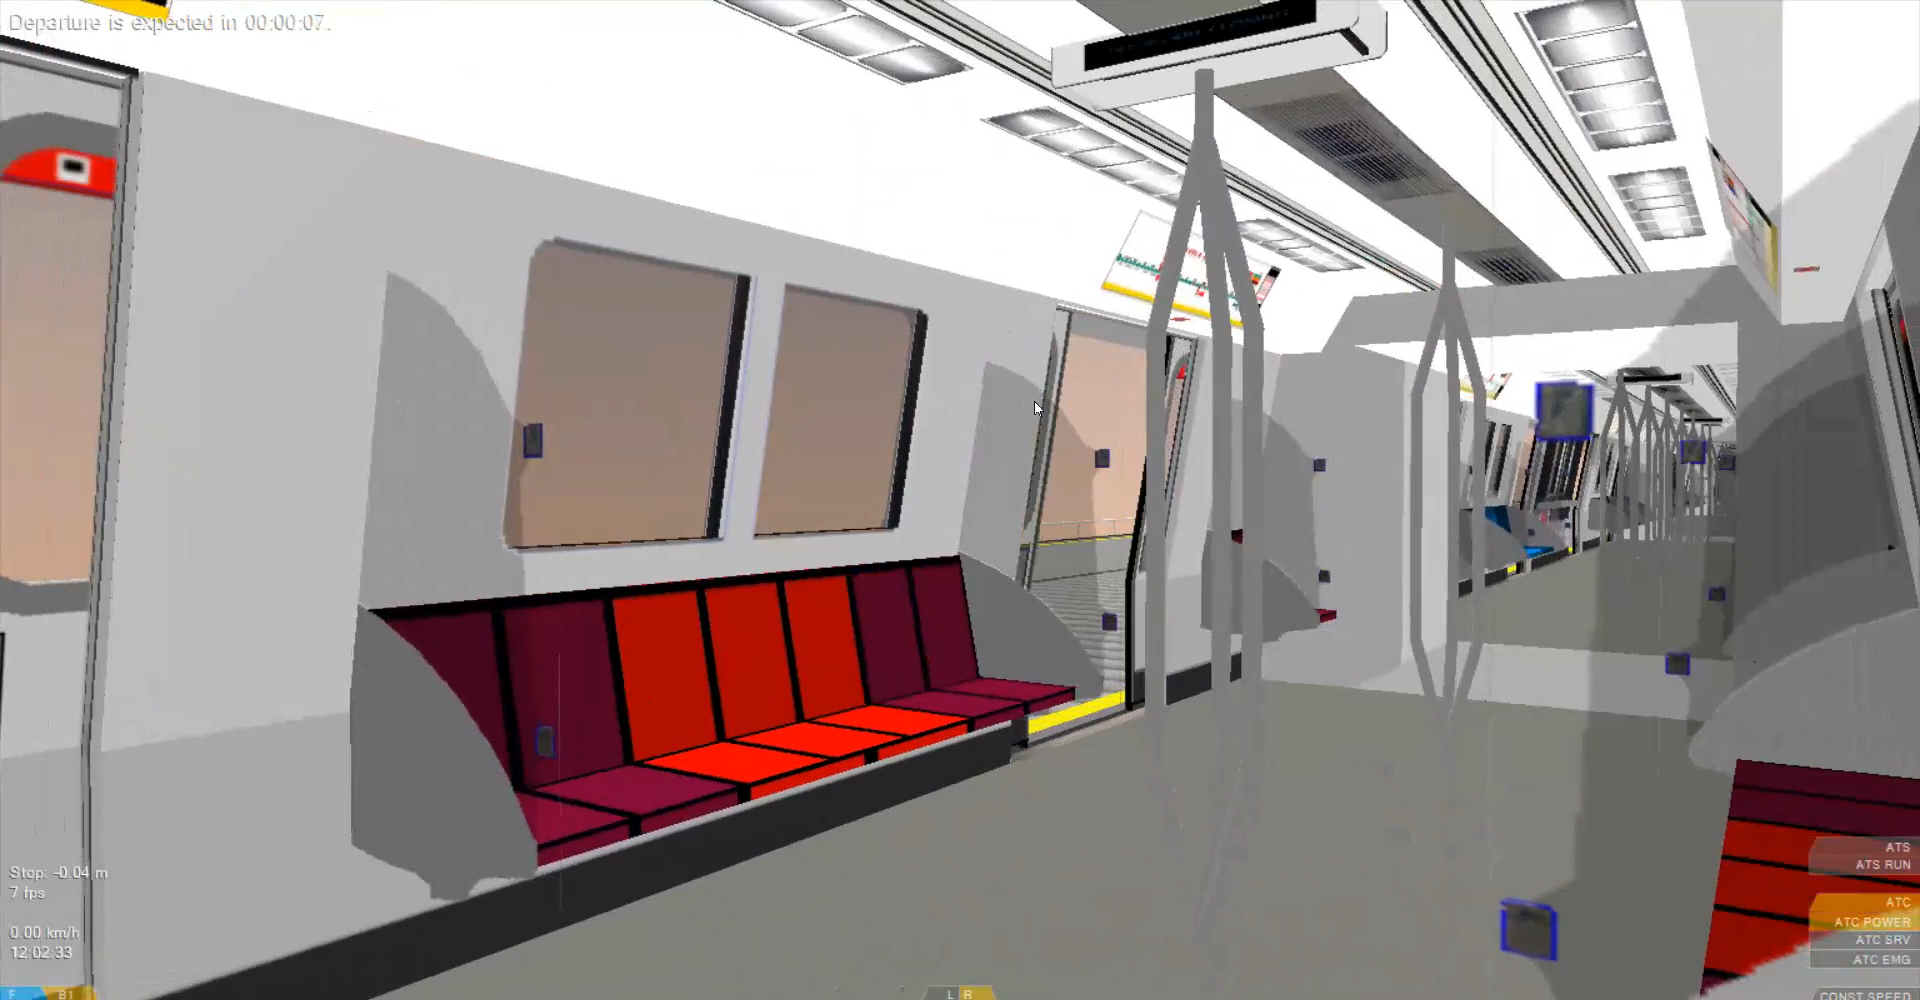 Departure is expected in 00:00:07.
Stop: -0.04 m
7 fps
0.00 km/h
12:02:33
F B1
L R
ATS
ATS RUN
ATC
ATC POWER
ATC SRV
ATC EMG
CONST SPEED